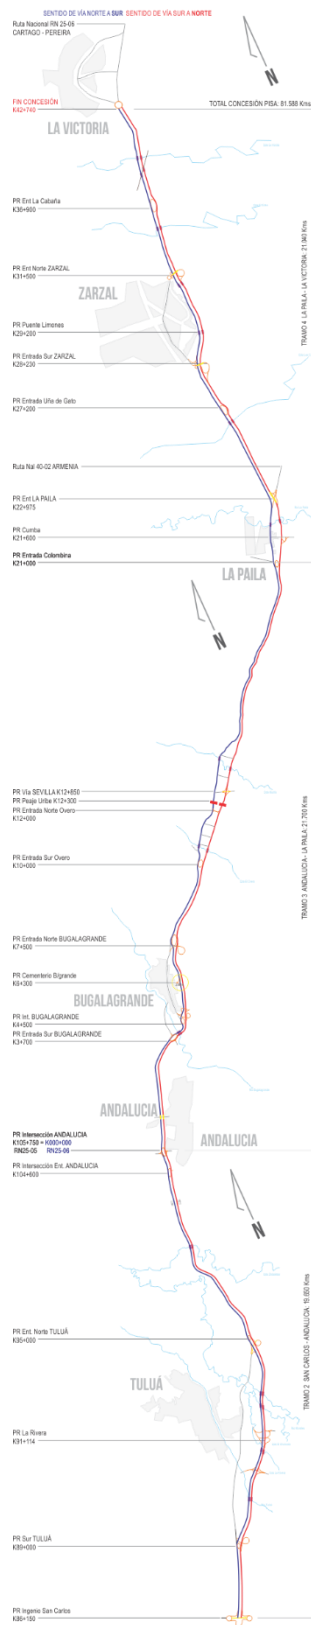 SENTIDO DE VÍA NORTE A SUR SENTIDO DE VÍA SUR A NORTE
Ruta Nacional RN 25-06
CARTAGO - PEREIRA
N
FIN CONCESIÓN
K42+740
TOTAL CONCESIÓN PISA: 81.588 Kms
LA VICTORIA
PR Ent La Cabaña
K36+900
PR Ent Norte ZARZAL
K31+500
ZARZAL
TRAMO 4 LA PAILA - LA VICTORIA: 21.940 Kms
PR Puente Limones
K29+200
PR Entrada Sur ZARZAL
K28+230
PR Entrada Uña de Gato
K27+200
Ruta Nal 40-02 ARMENIA
PR Ent LA PAILA
K22+975
PR Cumba
K21+600
PR Entrada Colombina
K21+000
LA PAILA
N
PR Vía SEVILLA K12+850
PR Peaje Uribe K12+300
PR Entrada Norte Overo
K12+000
TRAMO 3 ANDALUCIA - LA PAILA: 21.700 Kms
PR Entrada Sur Overo
K10+000
PR Entrada Norte BUGALAGRANDE
K7+500
PR Cementerio B/grande
K6+300
BUGALAGRANDE
PR Int. BUGALAGRANDE
K4+500
PR Entrada Sur BUGALAGRANDE
K3+700
ANDALUCIA
PR Intersección ANDALUCIA
K105+750 = K000+000
RN25-05 RN25-06
ANDALUCIA
PR Intersección Ent. ANDALUCIA
K104+600
N
PR Ent. Norte TULUÁ
K95+090
TRAMO 2 SAN CARLOS - ANDALUCIA: 19.650 Kms
TULUÁ
PR La Rivera
K91+114
PR Sur TULUÁ
K89+000
PR Ingenio San Carlos
K86+150